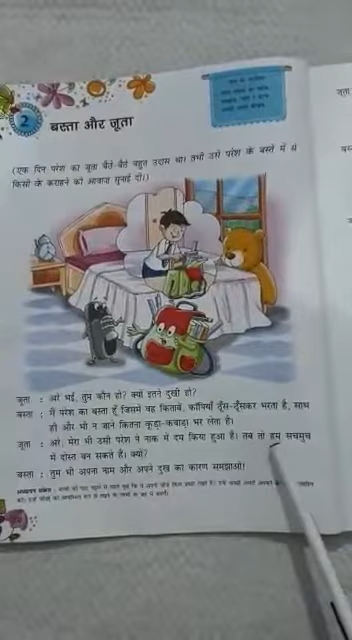 2
बस्ता और जूता
(एक दिन परेश का जूता बैठे-बैठे बहुत उदास था। तभी उसे परेश के बस्ते में से
किसी के कराहने की आवाज़ सुनाई दी।)
जूता : अरे भई, तुम कौन हो? क्यों इतने दुखी हो?
बस्ता : मैं परेश का बस्ता हूँ जिसमें वह किताबें, कॉपियाँ ठूँस-ठूँसकर भरता है, साथ
ही और भी न जाने कितना कूड़ा-कबाड़ा भर लेता है।
जूता : अरे, मेरा भी उसी परेश ने नाक में दम किया हुआ है। तब तो हम सचमुच
में दोस्त बन सकते हैं। क्यों?
बस्ता : तुम भी अपना नाम और अपने दुख का कारण समझाओ!
अध्यापन संकेत :
जूता